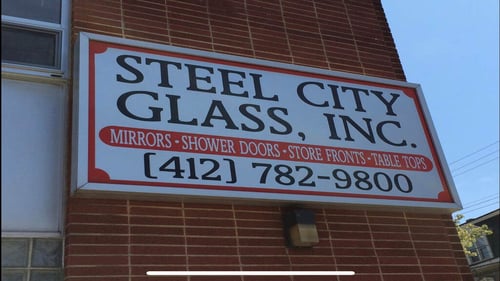 STEEL CITY
GLASS, INC.
MIRRORS - SHOWER DOORS - STORE FRONTS - TABLE TOPS
(412) 782-9800